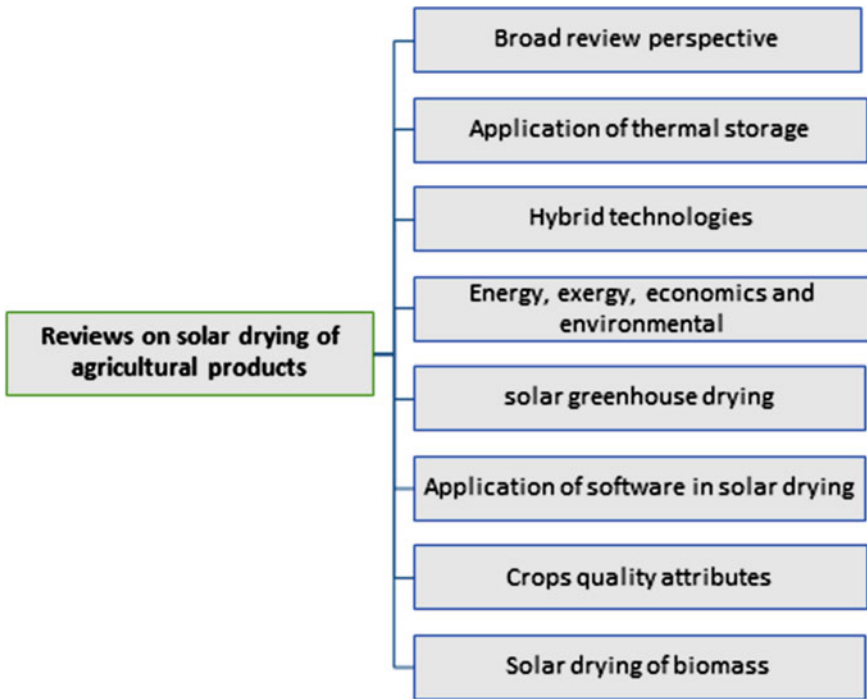 Broad review perspective
Application of thermal storage
Hybrid technologies
Energy, exergy, economics and
environmental
Reviews on solar drying of
agricultural products
solar greenhouse drying
Application of software in solar drying
Crops quality attributes
Solar drying of biomass